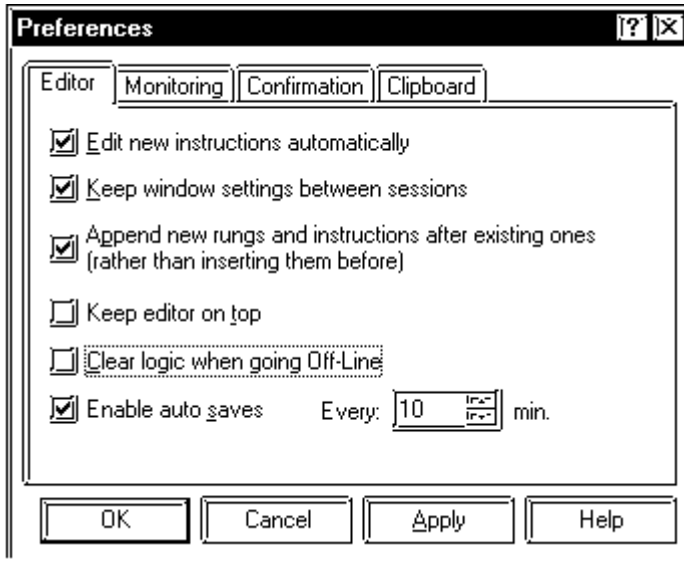 Preferences
?
Editor Monitoring Confirmation Clipboard
Edit new instructions automatically
Keep window settings between sessions
Append new rungs and instructions after existing ones
(rather than inserting them before)
Keep editor on top
Clear logic when going Off-Line
Enable auto saves Every: 10 min.
OK Cancel Apply Help